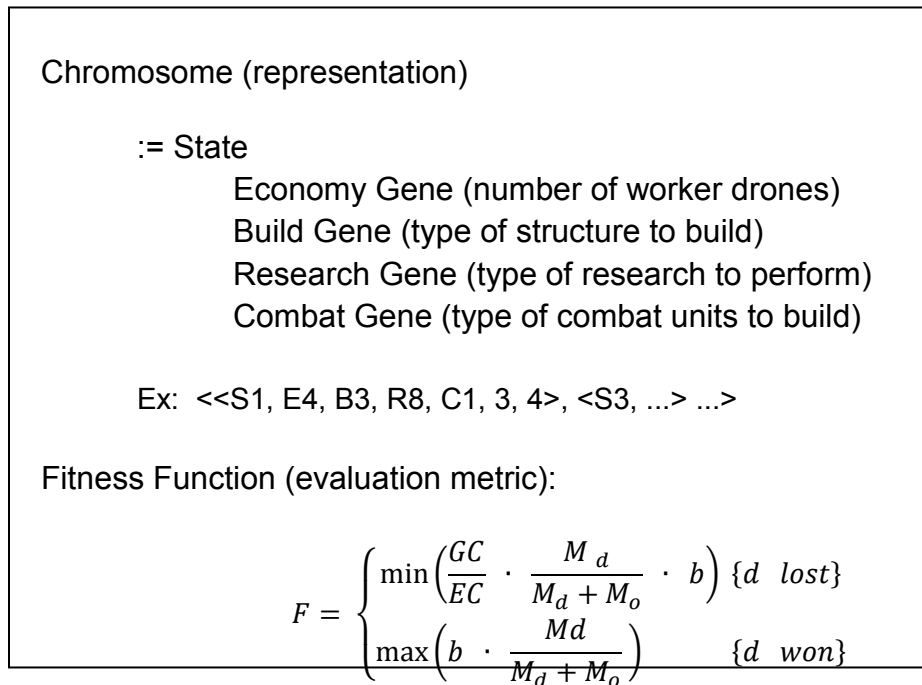 Chromosome (representation)
:= State
Economy Gene (number of worker drones)
Build Gene (type of structure to build)
Research Gene (type of research to perform)
Combat Gene (type of combat units to build)
Ex: <<S1, E4, B3, R8, C1, 3, 4>, <S3, ...> ...>
Fitness Function (evaluation metric):
F = { min(GC/EC · M_d/(M_d + M_o) · b) {d lost}
max(b · Md/(M_d + M_o)) {d won}